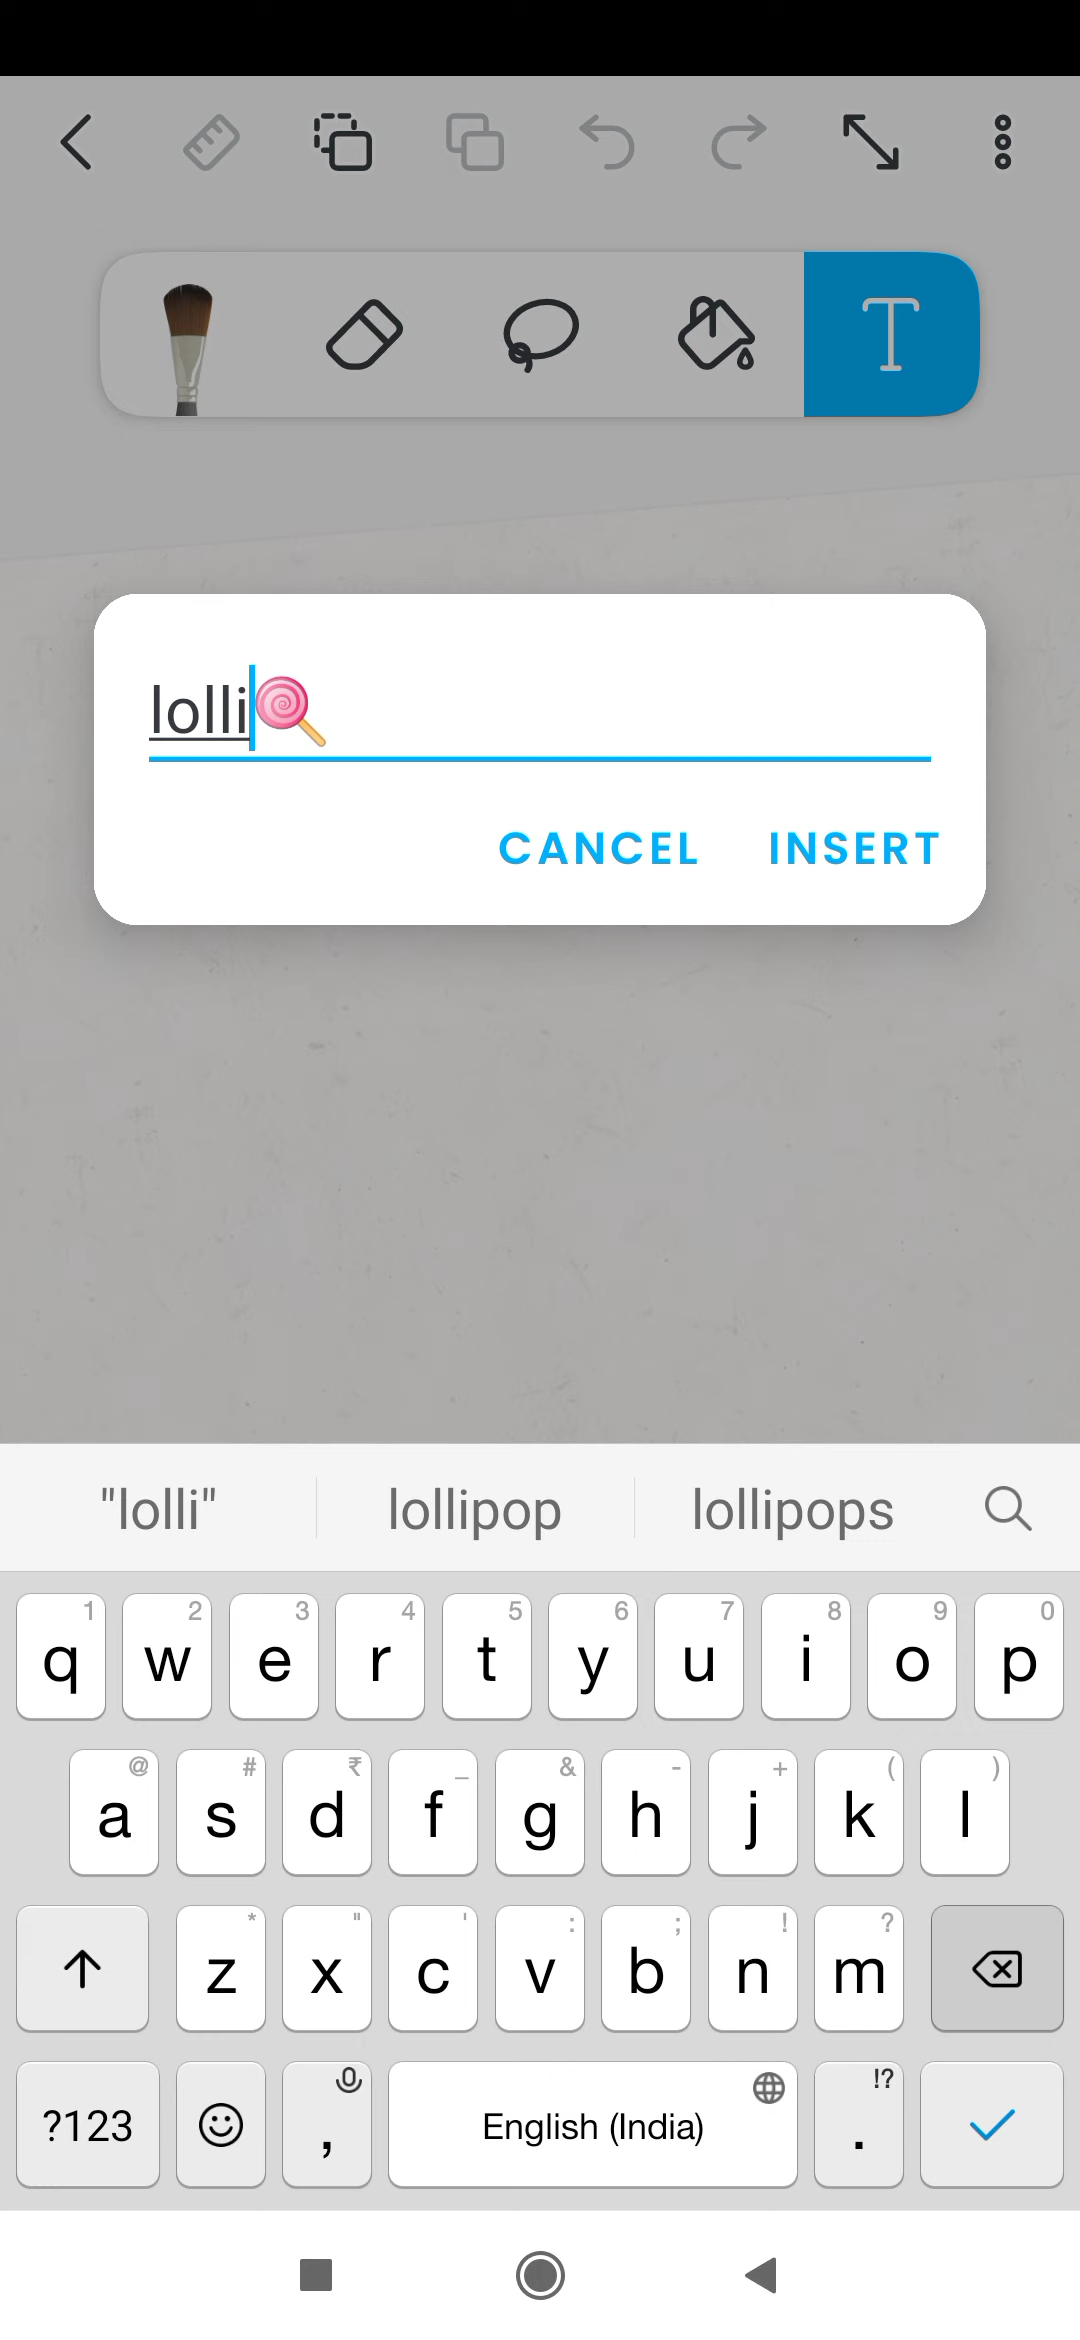 lolli🍭
CANCEL INSERT
"lolli" lollipop lollipops
1 2 3 4 5 6 7 8 9 0
q w e r t y u i o p
@ # ₹ _ & - + ( )
a s d f g h j k l
* " ' : ; ! ?
z x c v b n m
!?
?123 , English (India) .